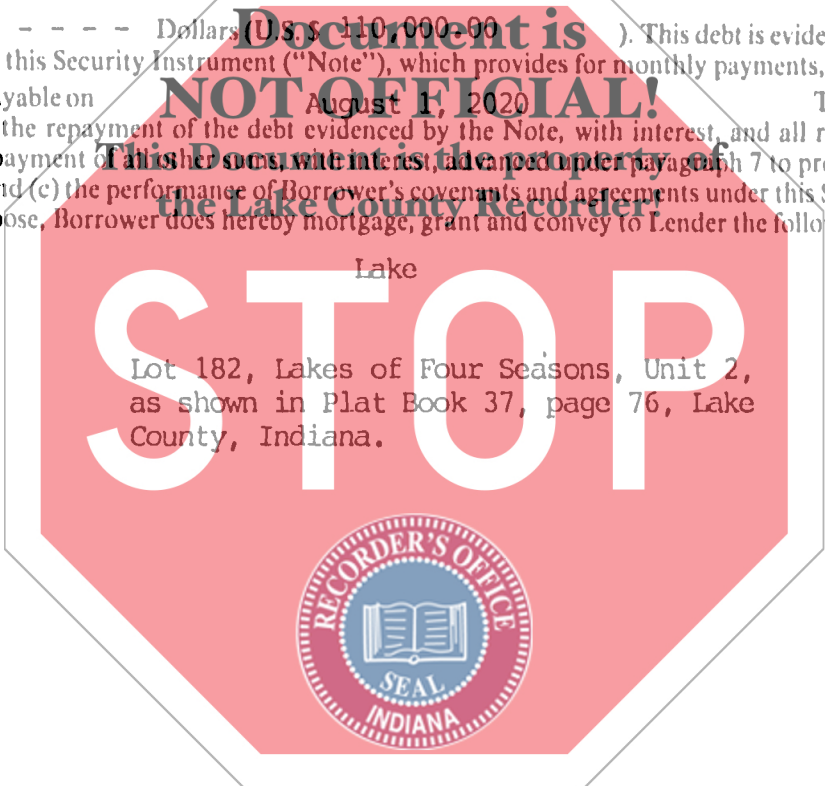 - - - - Dollars (U.S. $ 110,000.00 ). This debt is evide
this Security Instrument ("Note"), which provides for monthly payments,
yable on August 1, 2020 T
the repayment of the debt evidenced by the Note, with interest, and all r
ayment of all other sums, with interest, advanced under paragraph 7 to pro
nd (c) the performance of Borrower's covenants and agreements under this S
ose, Borrower does hereby mortgage, grant and convey to Lender the follo
Lake
Lot 182, Lakes of Four Seasons, Unit 2,
as shown in Plat Book 37, page 76, Lake
County, Indiana.
Document is
NOT OFFICIAL!
This Document is the property of
the Lake County Recorder!
STOP
RECORDER'S OFFICE
SEAL
INDIANA